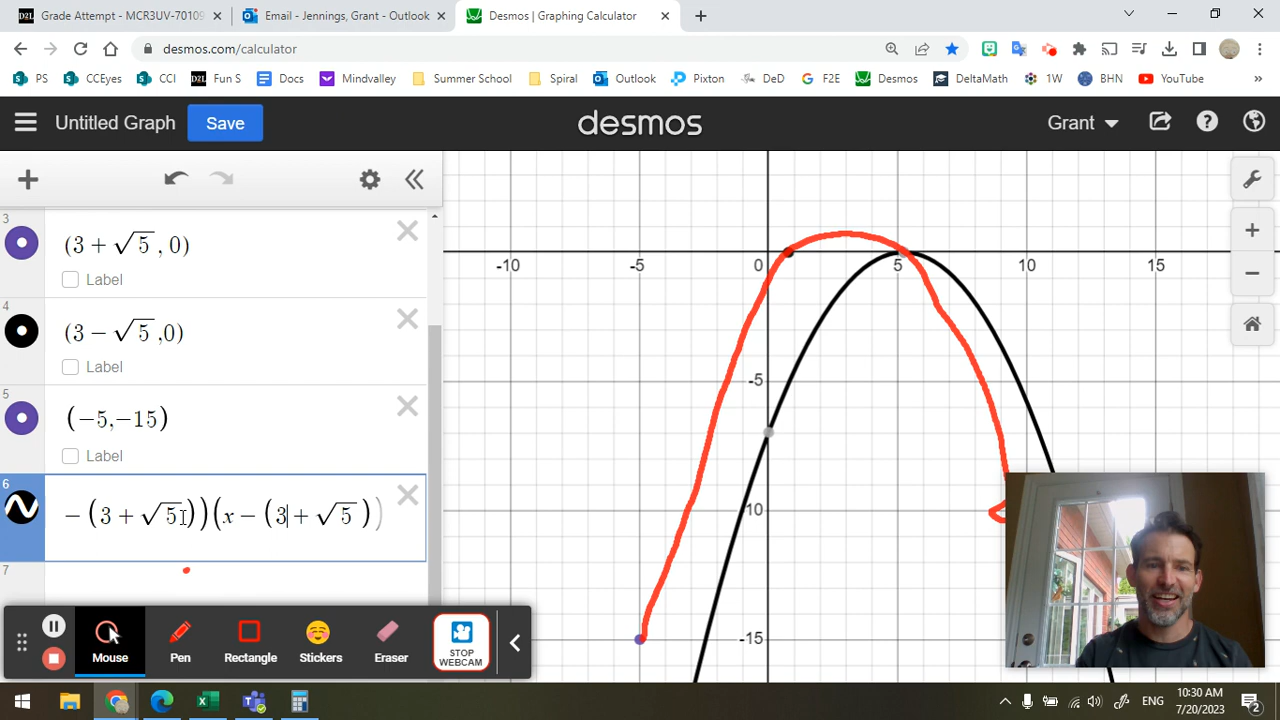 Grade Attempt - MCR3UV-70109
Email - Jennings, Grant - Outlook
Desmos | Graphing Calculator
desmos.com/calculator
PS
CCEyes
CCI
Fun S
Docs
Mindvalley
Summer School
Spiral
Outlook
Pixton
DeD
F2E
Desmos
DeltaMath
1W
BHN
YouTube
»
Untitled Graph
Save
desmos
Grant
3
(3 + √5, 0)
Label
4
(3 − √5, 0)
Label
5
(−5, −15)
Label
6
− (3 + √5))(x − (3 + √5))
7
-10
-5
0
5
10
15
-5
-10
-15
Mouse
Pen
Rectangle
Stickers
Eraser
STOP
WEBCAM
ENG
10:30 AM
7/20/2023
2